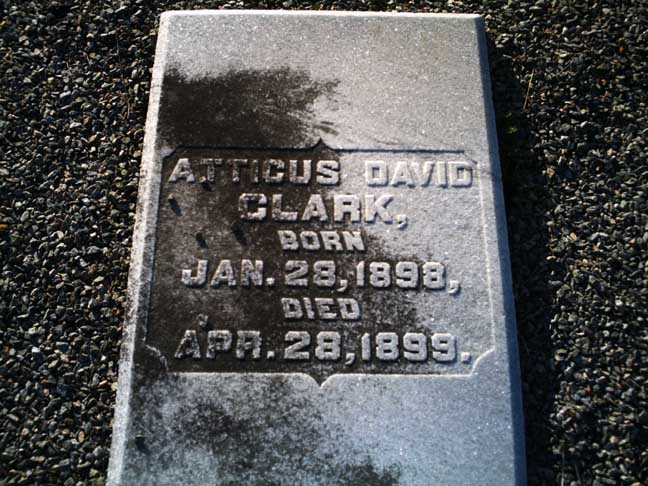 ATTICUS DAVID
CLARK,
BORN
JAN. 28, 1898,
DIED
APR. 28, 1899.